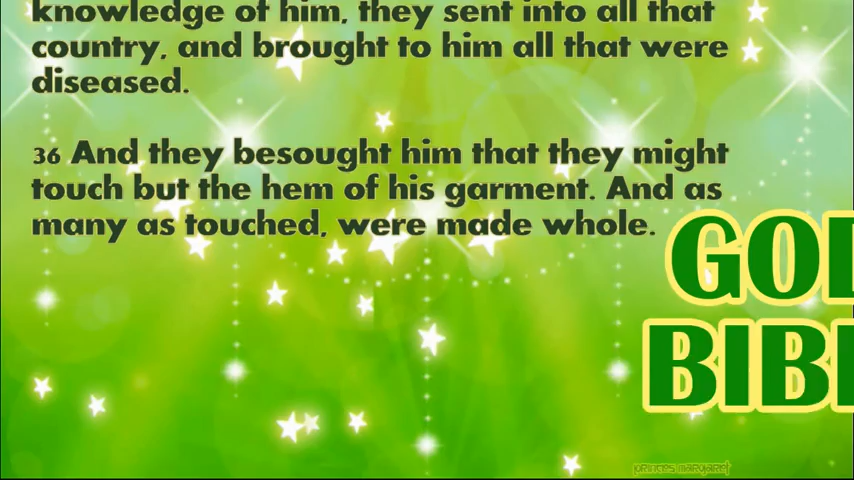 knowledge of him, they sent into all that
country, and brought to him all that were
diseased.
36 And they besought him that they might
touch but the hem of his garment. And as
many as touched, were made whole.
GOD
BIBL